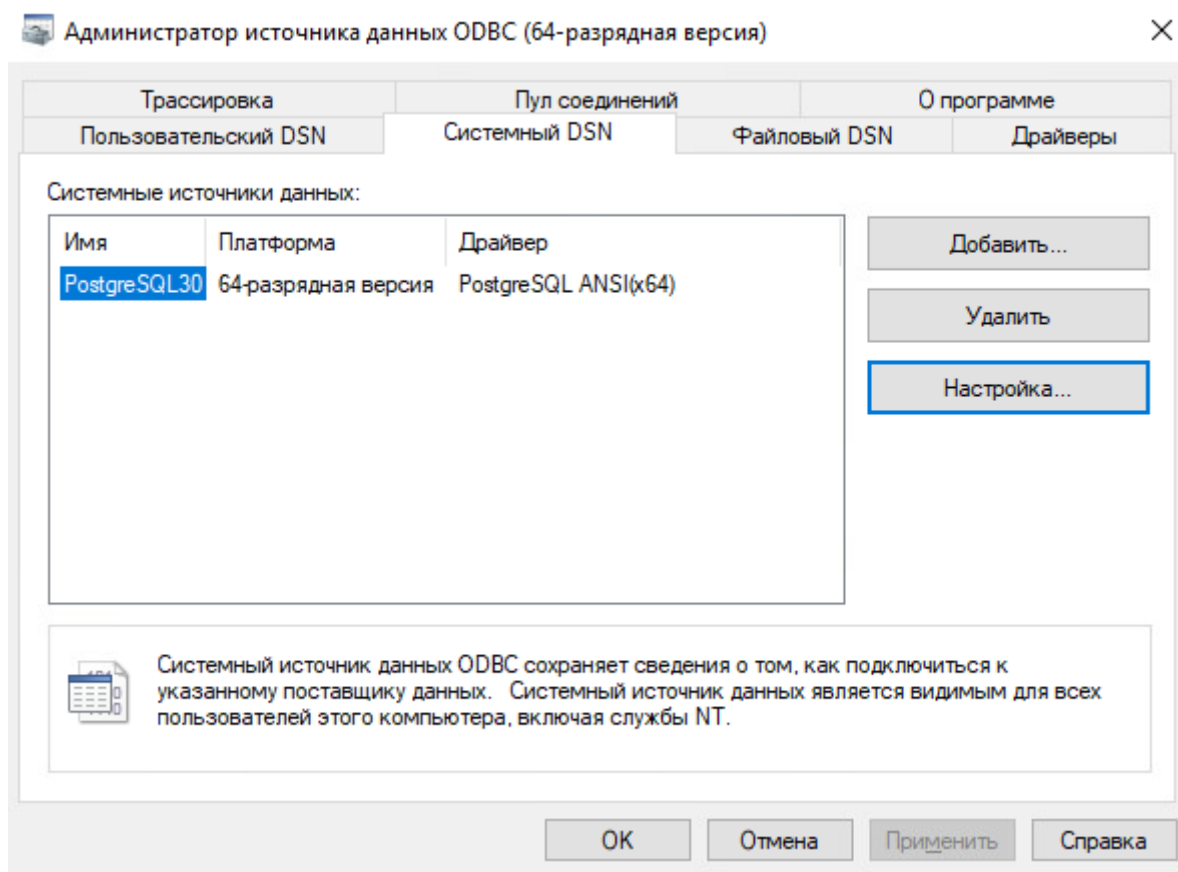 Администратор источника данных ODBC (64-разрядная версия)
Трассировка Пул соединений О программе
Пользовательский DSN Системный DSN Файловый DSN Драйверы
Системные источники данных:
Имя Платформа Драйвер
PostgreSQL30 64-разрядная версия PostgreSQL ANSI(x64)
Добавить...
Удалить
Настройка...
Системный источник данных ODBC сохраняет сведения о том, как подключиться к
указанному поставщику данных. Системный источник данных является видимым для всех
пользователей этого компьютера, включая службы NT.
ОК Отмена Применить Справка